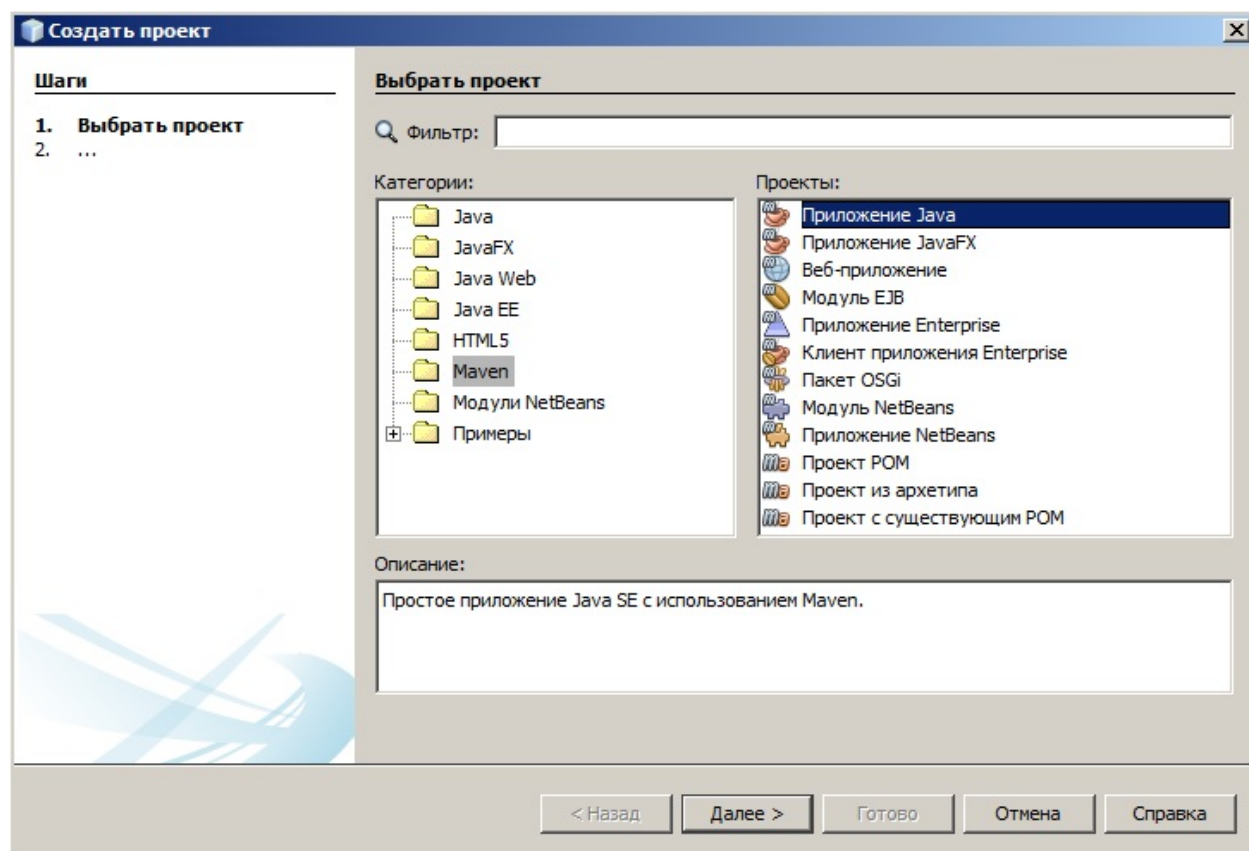 Создать проект
Шаги
1. Выбрать проект
2. ...
Выбрать проект
Фильтр:
Категории:
Java
JavaFX
Java Web
Java EE
HTML5
Maven
Модули NetBeans
Примеры
Проекты:
Приложение Java
Приложение JavaFX
Веб-приложение
Модуль EJB
Приложение Enterprise
Клиент приложения Enterprise
Пакет OSGi
Модуль NetBeans
Приложение NetBeans
Проект POM
Проект из архетипа
Проект с существующим POM
Описание:
Простое приложение Java SE с использованием Maven.
< Назад
Далее >
Готово
Отмена
Справка